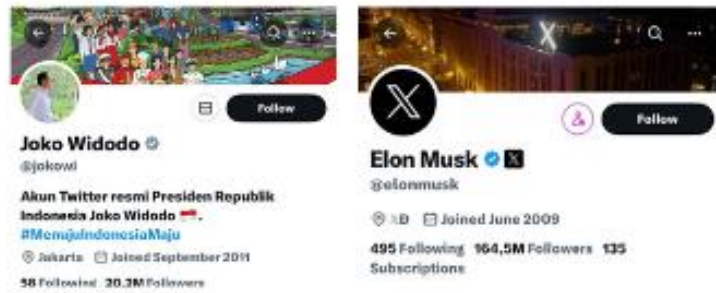 Follow
Joko Widodo
@jokowi
Akun Twitter resmi Presiden Republik
Indonesia Joko Widodo 🇮🇩.
#MenujuIndonesiaMaju
Jakarta Joined September 2011
58 Following 20.3M Followers
Follow
Elon Musk
@elonmusk
Joined June 2009
495 Following 164,5M Followers 135
Subscriptions